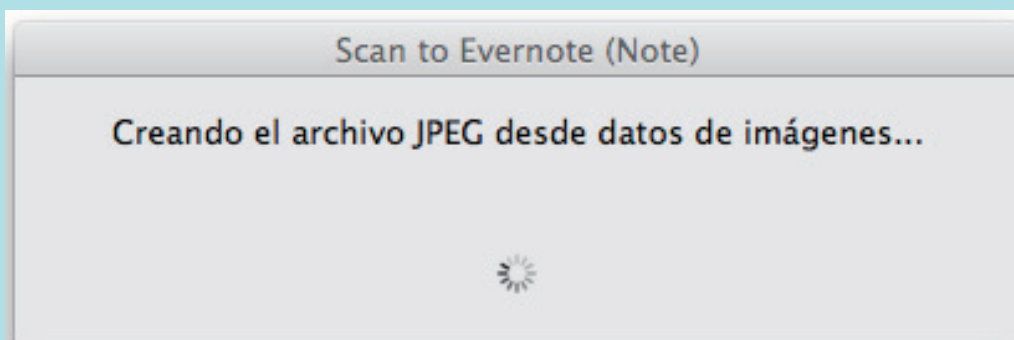 Scan to Evernote (Note)
Creando el archivo JPEG desde datos de imágenes...